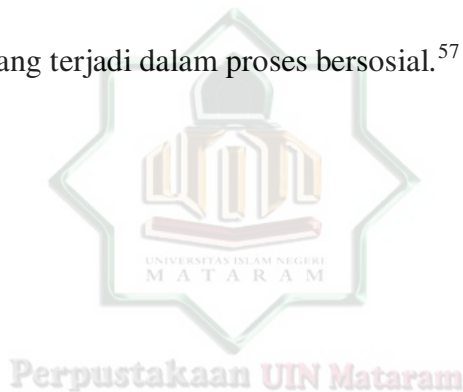 ang terjadi dalam proses bersosial.57
UNIVERSITAS ISLAM NEGERI
M A T A R A M
Perpustakaan UIN Mataram